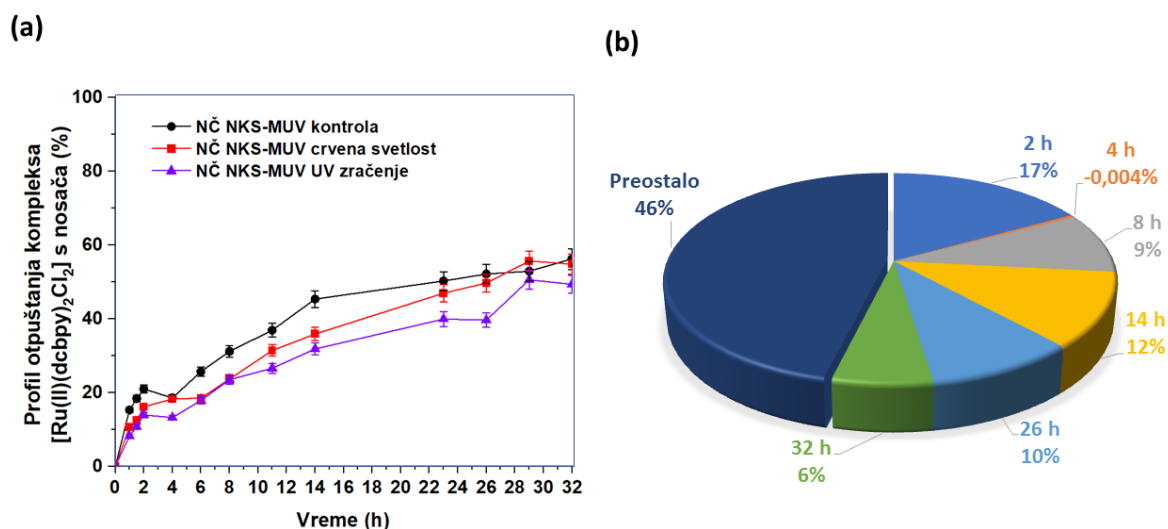 (a)
Profil otpuštanja kompleksa
[Ru(II)(dcbpy)₂Cl₂] s nosača (%)
100
80
60
40
20
0
NČ NKS-MUV kontrola
NČ NKS-MUV crvena svetlost
NČ NKS-MUV UV zračenje
0 2 4 6 8 10 12 14 16 18 20 22 24 26 28 30 32
Vreme (h)
(b)
2 h
17%
4 h
-0,004%
8 h
9%
14 h
12%
26 h
10%
32 h
6%
Preostalo
46%